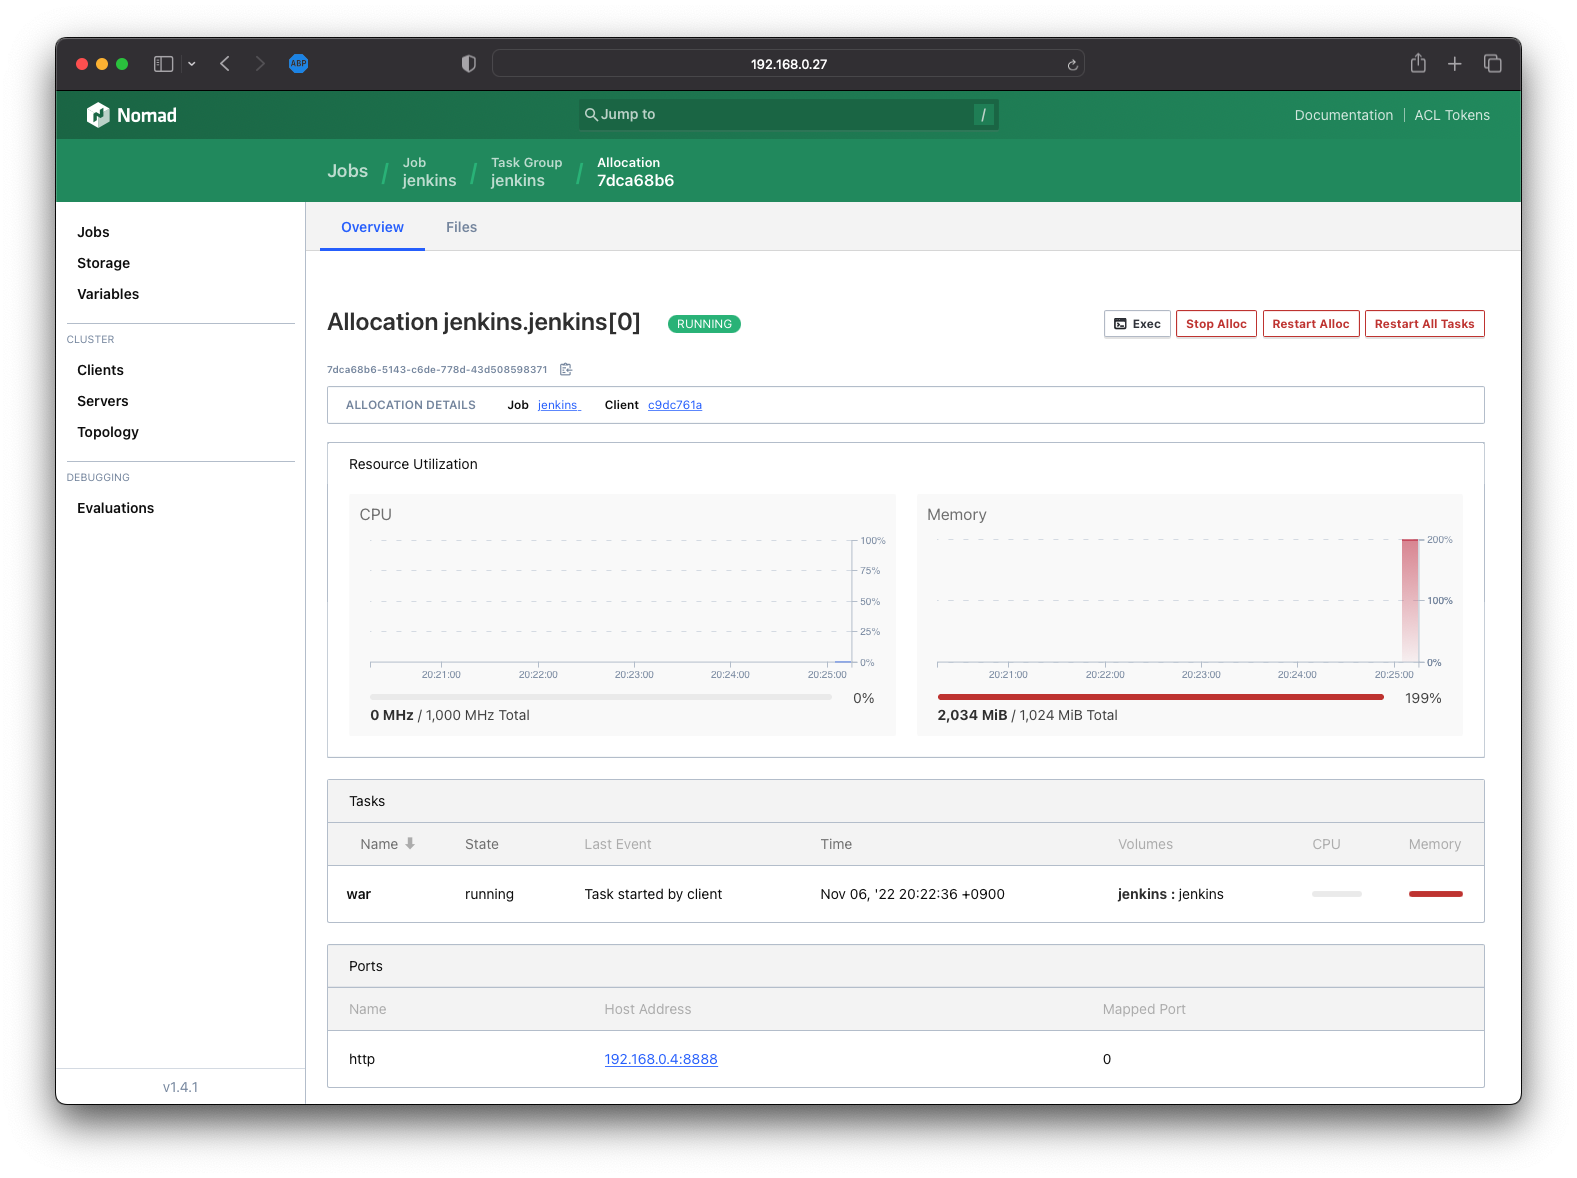 ABP
192.168.0.27
Nomad
Jump to
/
Documentation | ACL Tokens
Jobs / Job jenkins / Task Group jenkins / Allocation 7dca68b6
Jobs
Storage
Variables
CLUSTER
Clients
Servers
Topology
DEBUGGING
Evaluations
v1.4.1
Overview Files
Allocation jenkins.jenkins[0] RUNNING
Exec Stop Alloc Restart Alloc Restart All Tasks
7dca68b6-5143-c6de-778d-43d508598371
ALLOCATION DETAILS Job jenkins Client c9dc761a
Resource Utilization
CPU
100%
75%
50%
25%
0%
20:21:00 20:22:00 20:23:00 20:24:00 20:25:00
0%
0 MHz / 1,000 MHz Total
Memory
200%
100%
0%
20:21:00 20:22:00 20:23:00 20:24:00 20:25:00
199%
2,034 MiB / 1,024 MiB Total
Tasks
Name State Last Event Time Volumes CPU Memory
war running Task started by client Nov 06, '22 20:22:36 +0900 jenkins : jenkins
Ports
Name Host Address Mapped Port
http 192.168.0.4:8888 0